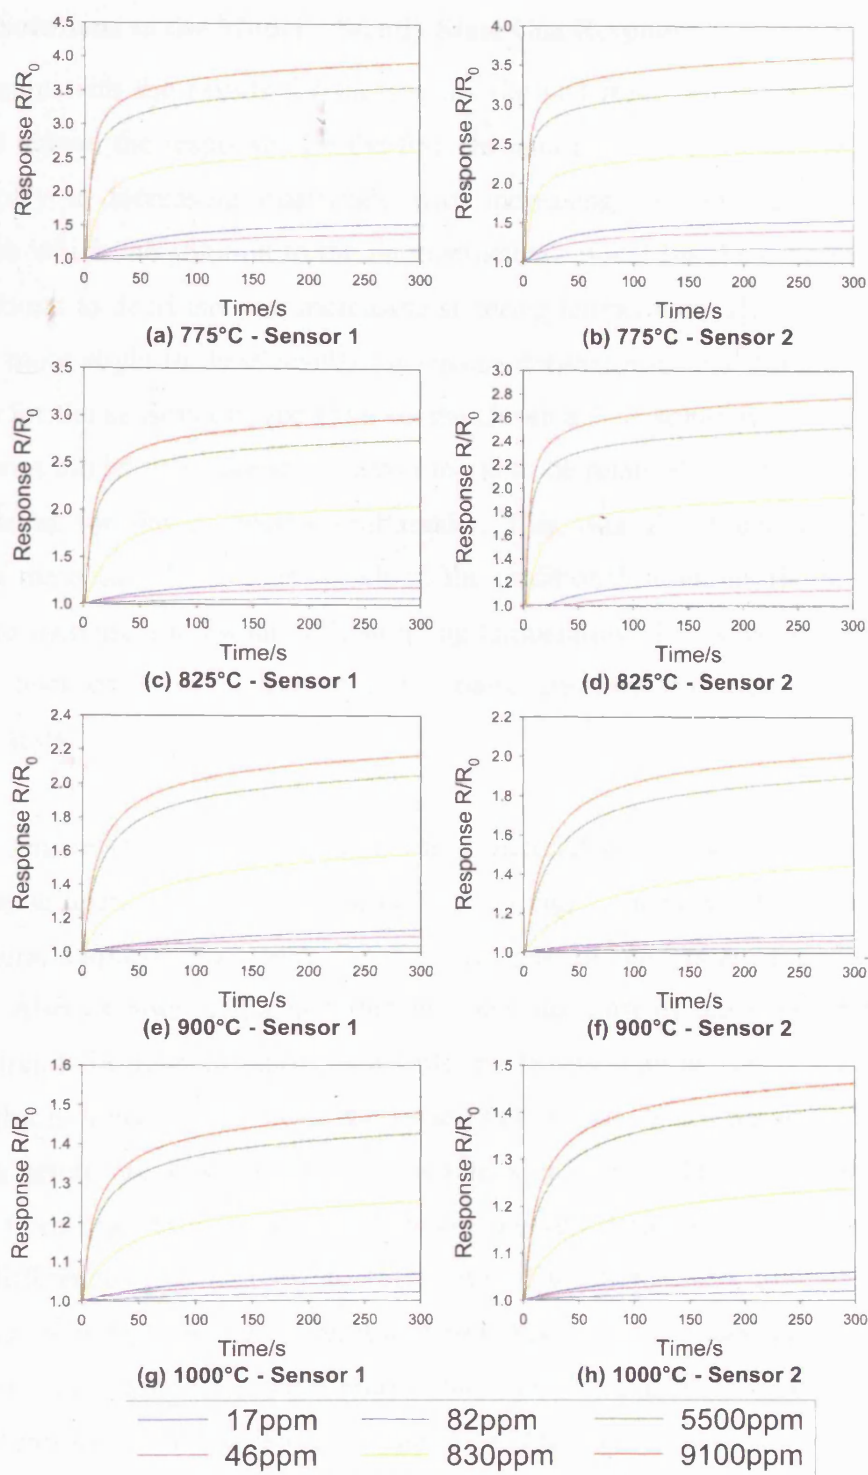 Response R/R0
4.5
4.0
3.5
3.0
2.5
2.0
1.5
1.0
0 50 100 150 200 250 300
Time/s
(a) 775°C - Sensor 1
Response R/R0
4.0
3.5
3.0
2.5
2.0
1.5
1.0
0 50 100 150 200 250 300
Time/s
(b) 775°C - Sensor 2
Response R/R0
3.5
3.0
2.5
2.0
1.5
1.0
0 50 100 150 200 250 300
Time/s
(c) 825°C - Sensor 1
Response R/R0
3.0
2.8
2.6
2.4
2.2
2.0
1.8
1.6
1.4
1.2
1.0
0 50 100 150 200 250 300
Time/s
(d) 825°C - Sensor 2
Response R/R0
2.4
2.2
2.0
1.8
1.6
1.4
1.2
1.0
0 50 100 150 200 250 300
Time/s
(e) 900°C - Sensor 1
Response R/R0
2.2
2.0
1.8
1.6
1.4
1.2
1.0
0 50 100 150 200 250 300
Time/s
(f) 900°C - Sensor 2
Response R/R0
1.6
1.5
1.4
1.3
1.2
1.1
1.0
0 50 100 150 200 250 300
Time/s
(g) 1000°C - Sensor 1
Response R/R0
1.5
1.4
1.3
1.2
1.1
1.0
0 50 100 150 200 250 300
Time/s
(h) 1000°C - Sensor 2
17ppm 82ppm 5500ppm
46ppm 830ppm 9100ppm